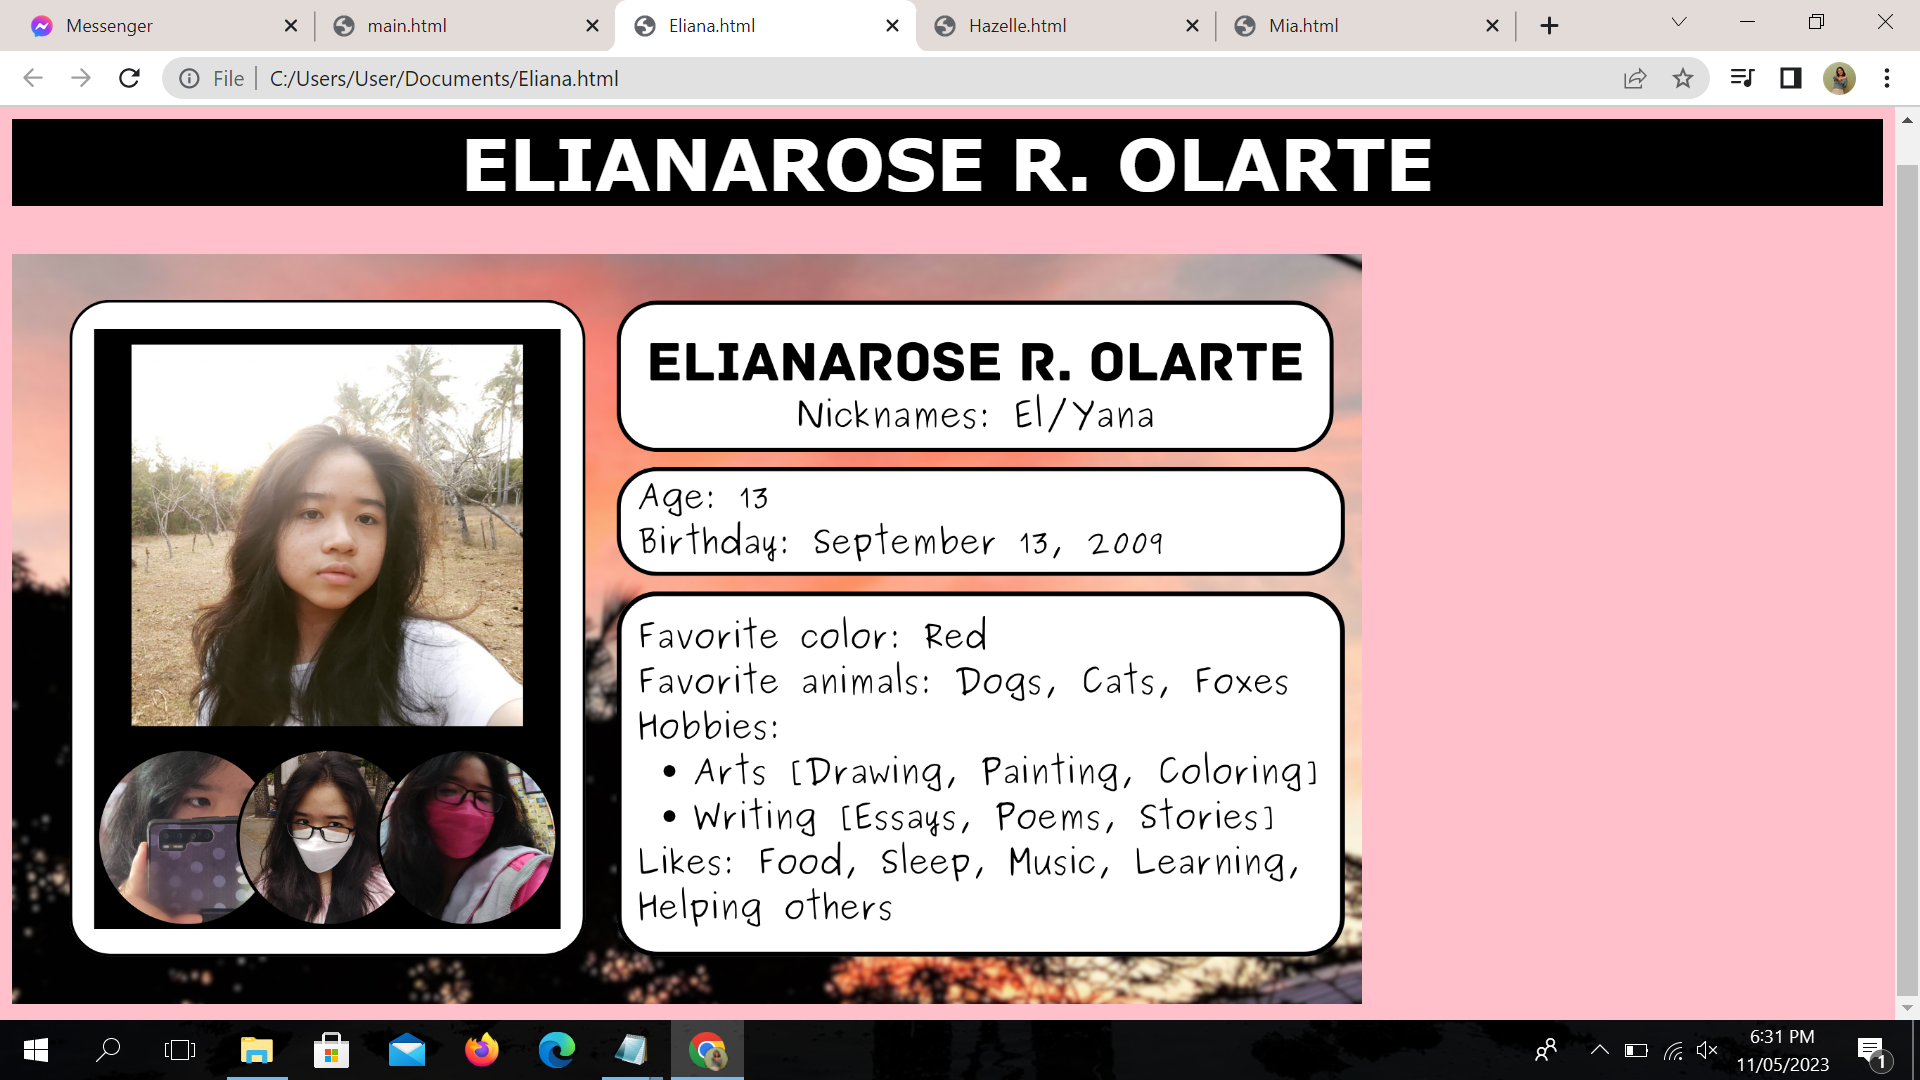 Messenger
main.html
Eliana.html
Hazelle.html
Mia.html
File
C:/Users/User/Documents/Eliana.html
ELIANAROSE R. OLARTE
ELIANAROSE R. OLARTE
Nicknames: El/Yana
Age: 13
Birthday: September 13, 2009
Favorite color: Red
Favorite animals: Dogs, Cats, Foxes
Hobbies:
• Arts [Drawing, Painting, Coloring]
• Writing [Essays, Poems, Stories]
Likes: Food, Sleep, Music, Learning,
Helping others
6:31 PM
11/05/2023
1